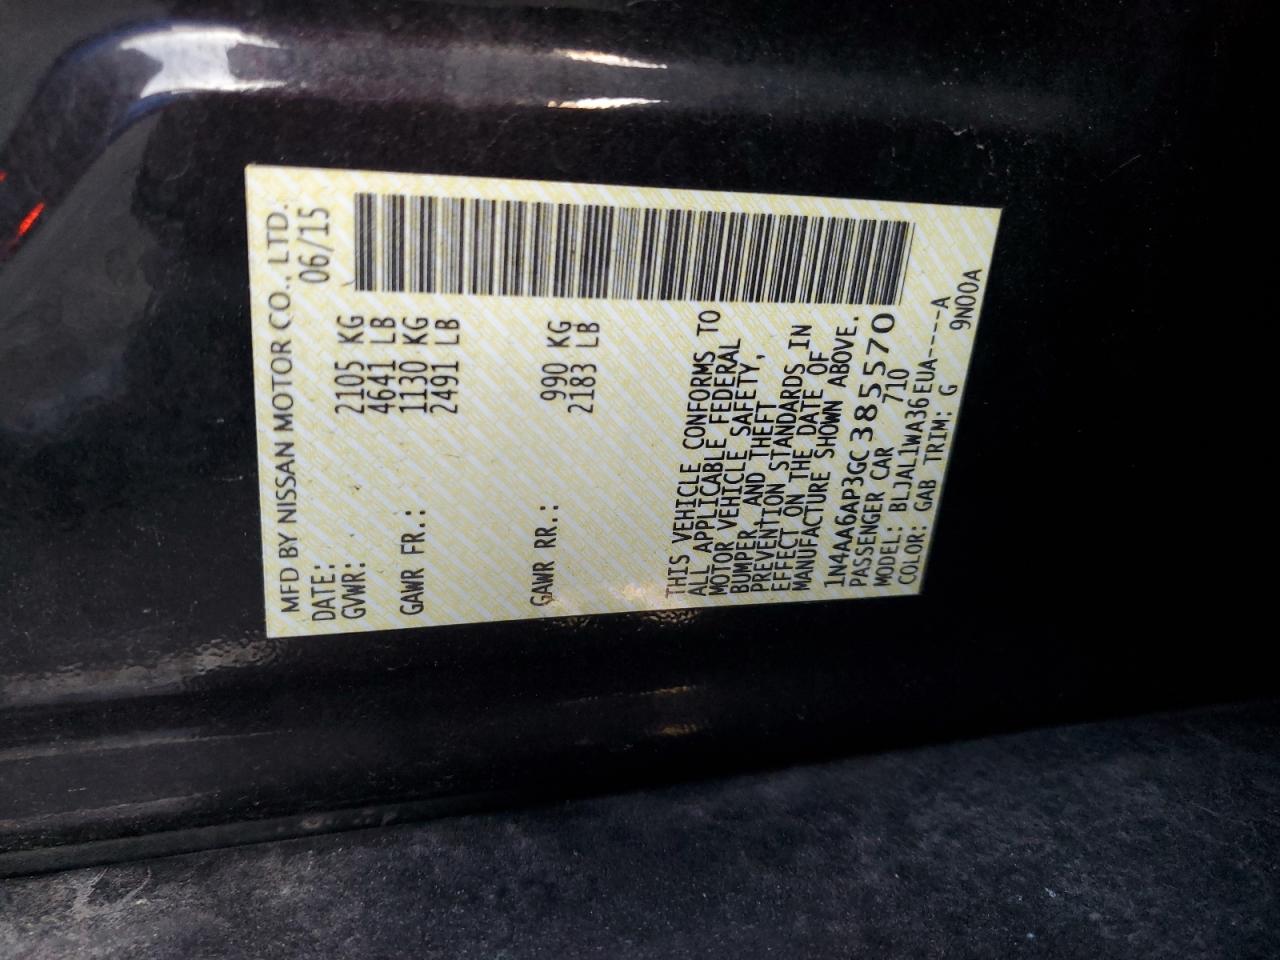 MFD BY NISSAN MOTOR CO., LTD.
DATE: 06/15
GVWR: 2105 KG
4641 LB
GAWR FR.: 1130 KG
2491 LB
GAWR RR.: 990 KG
2183 LB
THIS VEHICLE CONFORMS TO
ALL APPLICABLE FEDERAL
MOTOR VEHICLE SAFETY,
BUMPER, AND THEFT
PREVENTION STANDARDS IN
EFFECT ON THE DATE OF
MANUFACTURE SHOWN ABOVE.
1N4AA6AP3GC385570
PASSENGER CAR 710
MODEL: BLJAL1WA36EUA-----A
COLOR: GAB TRIM: G 9N00A